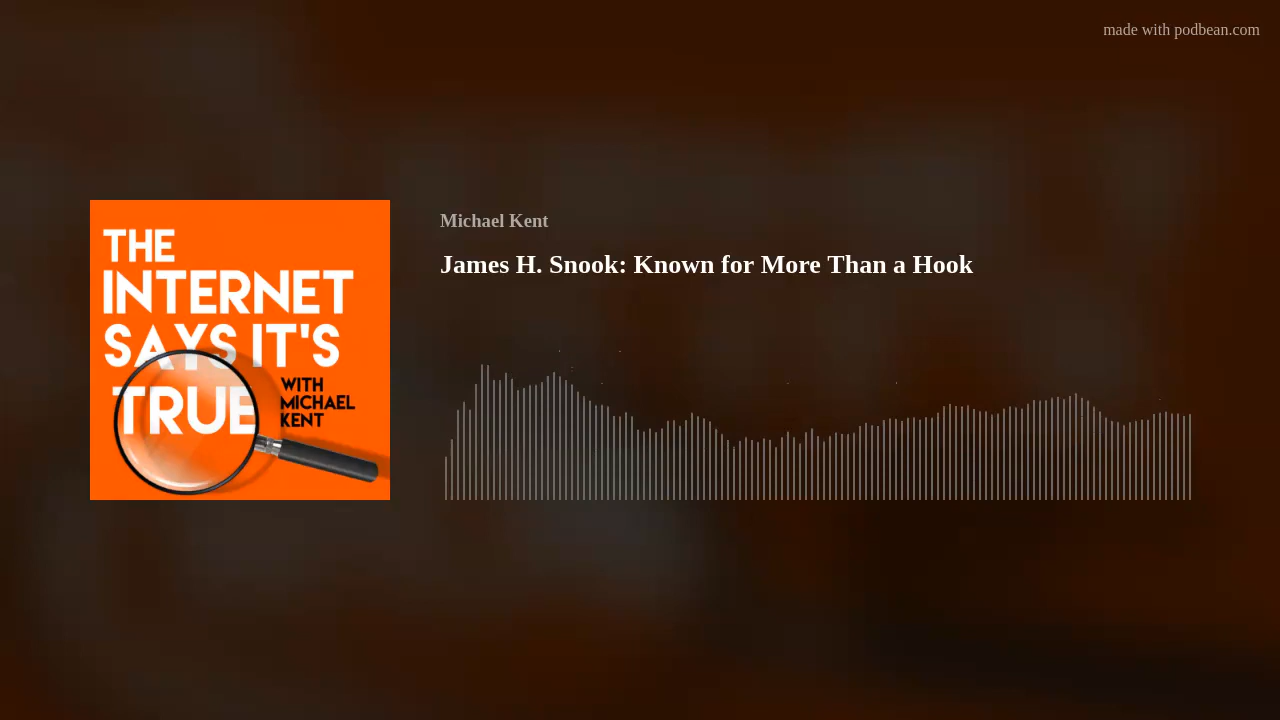 made with podbean.com
Michael Kent
James H. Snook: Known for More Than a Hook
THE
INTERNET
SAYS IT'S
TRUE
WITH
MICHAEL
KENT